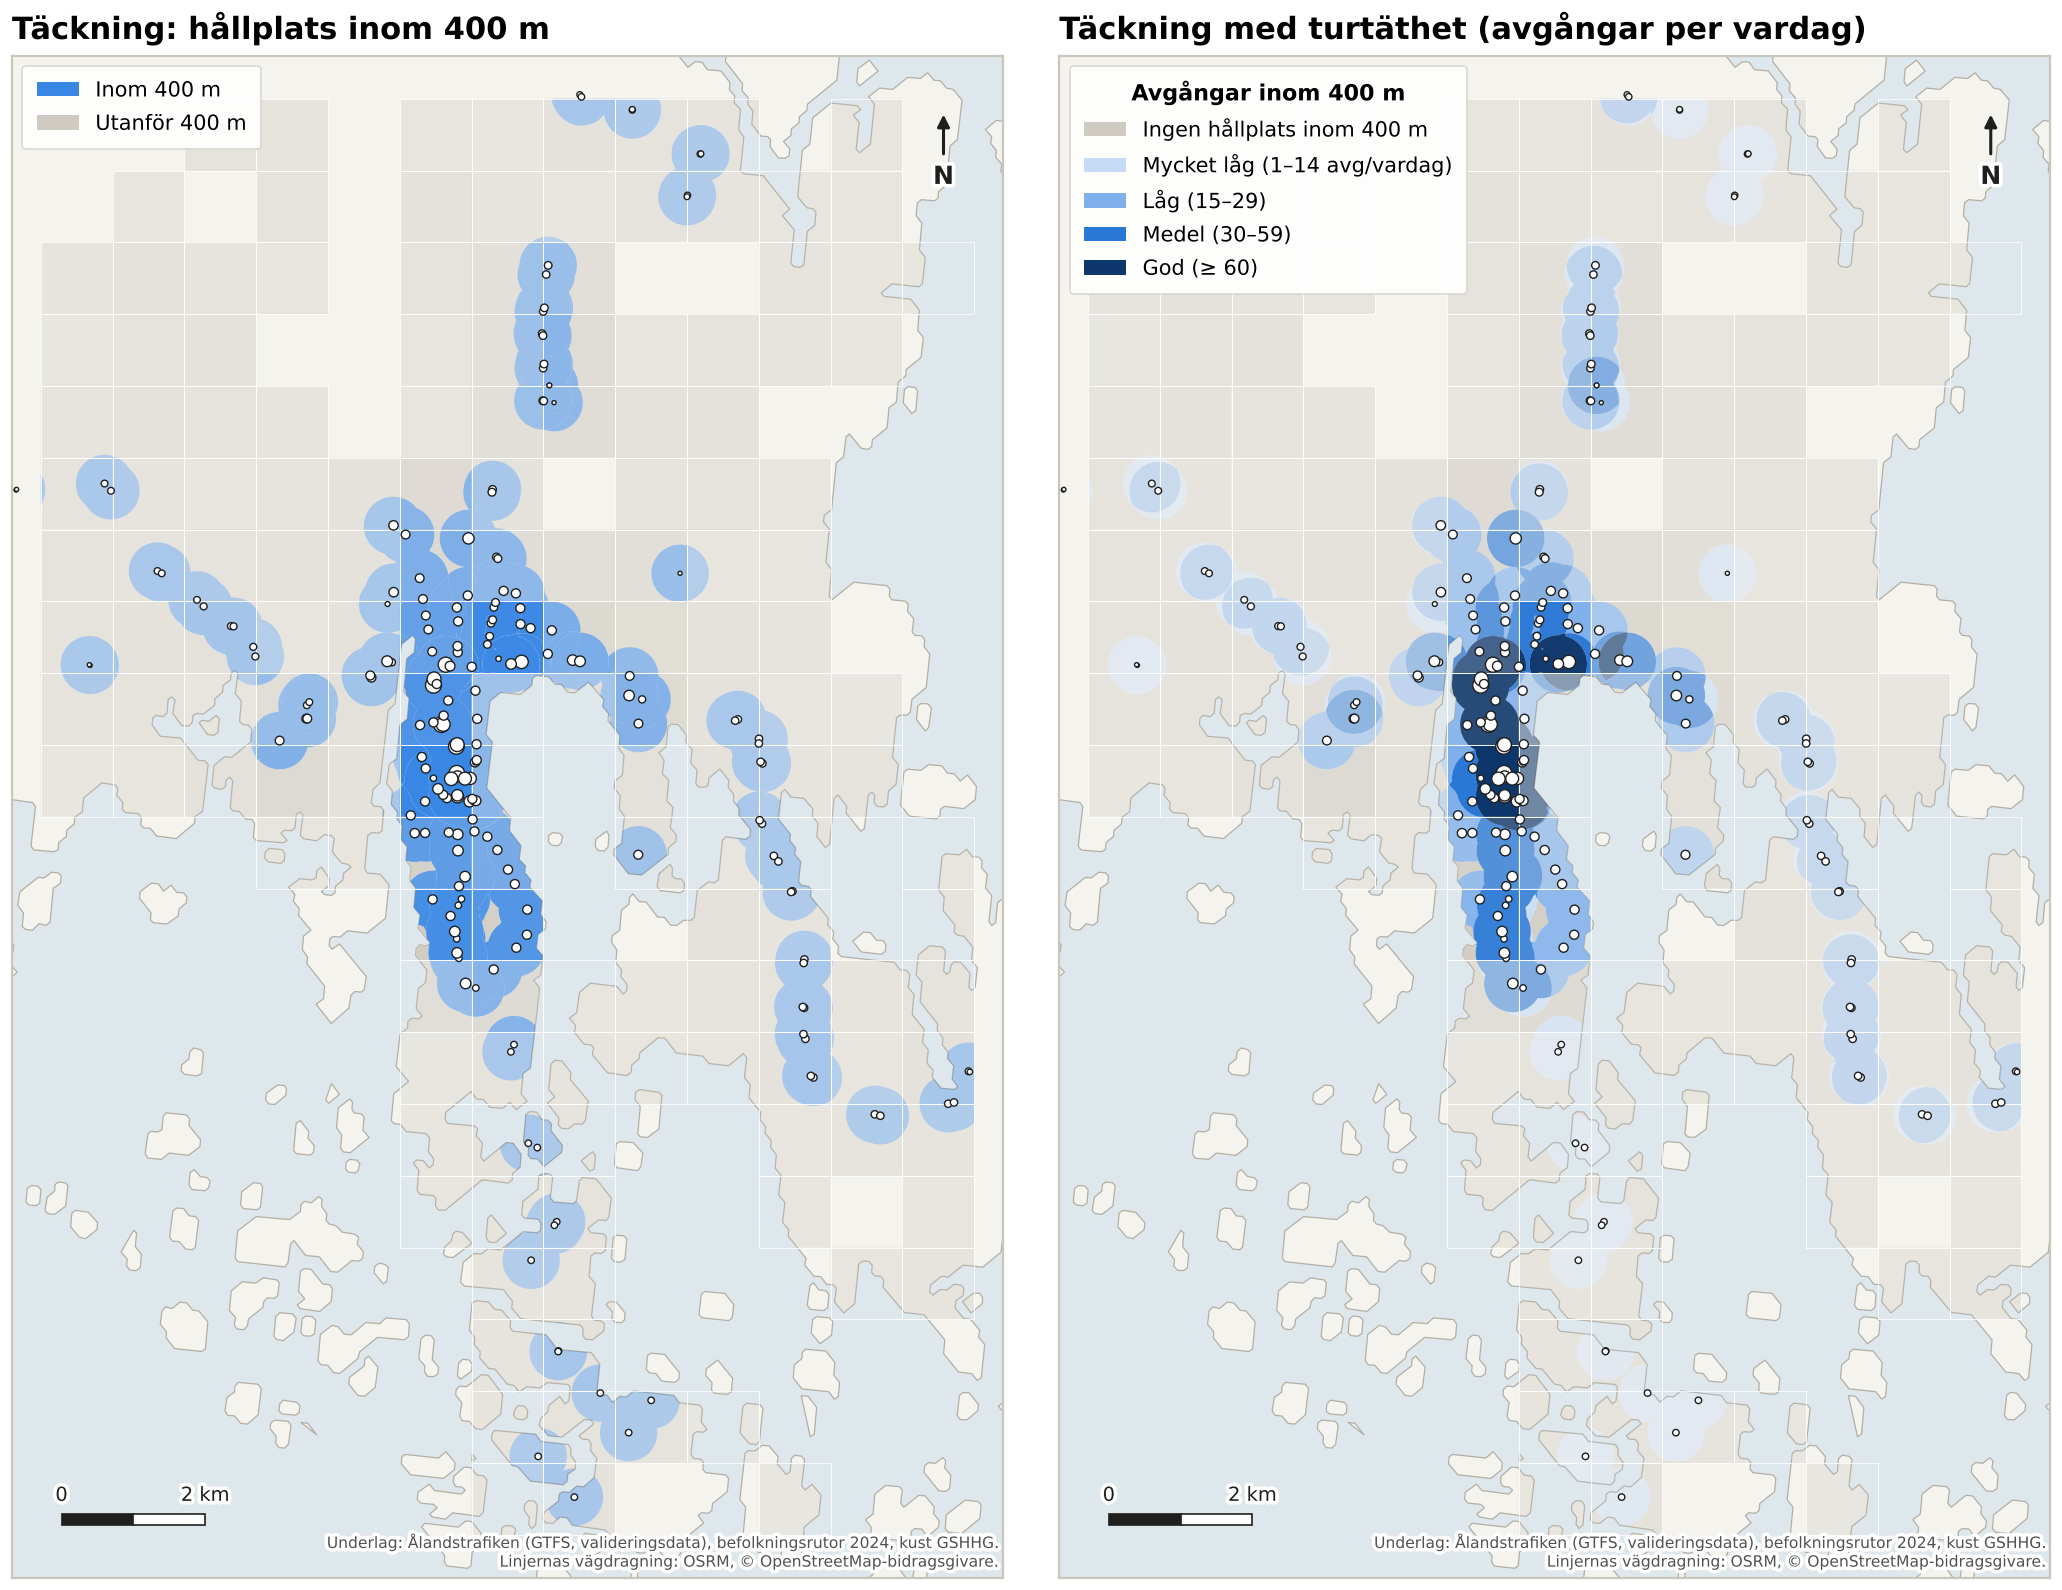 Täckning: hållplats inom 400 m
Inom 400 m
Utanför 400 m
N
0 2 km
Underlag: Ålandstrafiken (GTFS, valideringsdata), befolkningsrutor 2024, kust GSHHG.
Linjernas vägdragning: OSRM, © OpenStreetMap-bidragsgivare.
Täckning med turtäthet (avgångar per vardag)
Avgångar inom 400 m
Ingen hållplats inom 400 m
Mycket låg (1–14 avg/vardag)
Låg (15–29)
Medel (30–59)
God (≥ 60)
N
0 2 km
Underlag: Ålandstrafiken (GTFS, valideringsdata), befolkningsrutor 2024, kust GSHHG.
Linjernas vägdragning: OSRM, © OpenStreetMap-bidragsgivare.